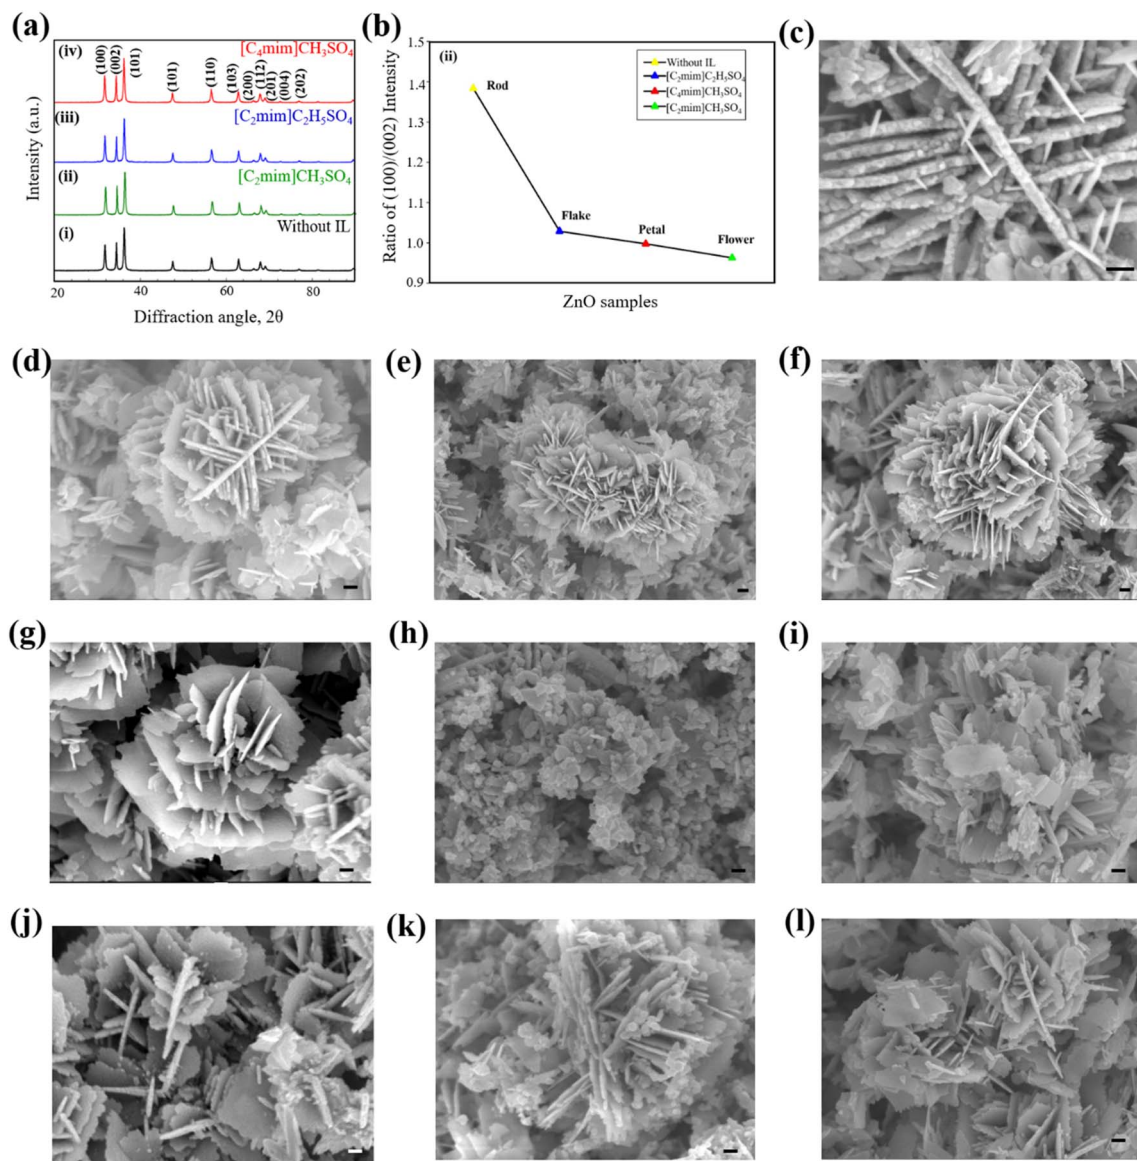 (a)
(iv)
[C₄mim]CH₃SO₄
(100)
(002)
(101)
(101)
(110)
(103)
(200)
(112)
(201)
(004)
(202)
(iii)
[C₂mim]C₂H₅SO₄
(ii)
[C₂mim]CH₃SO₄
Without IL
(i)
Intensity (a.u.)
20 40 60 80
Diffraction angle, 2θ
(b)
(ii)
Without IL
[C₂mim]C₂H₅SO₄
[C₄mim]CH₃SO₄
[C₂mim]CH₃SO₄
Rod
Flake
Petal
Flower
1.5
1.4
1.3
1.2
1.1
1.0
0.9
Ratio of (100)/(002) Intensity
ZnO samples
(c)
(d)
(e)
(f)
(g)
(h)
(i)
(j)
(k)
(l)